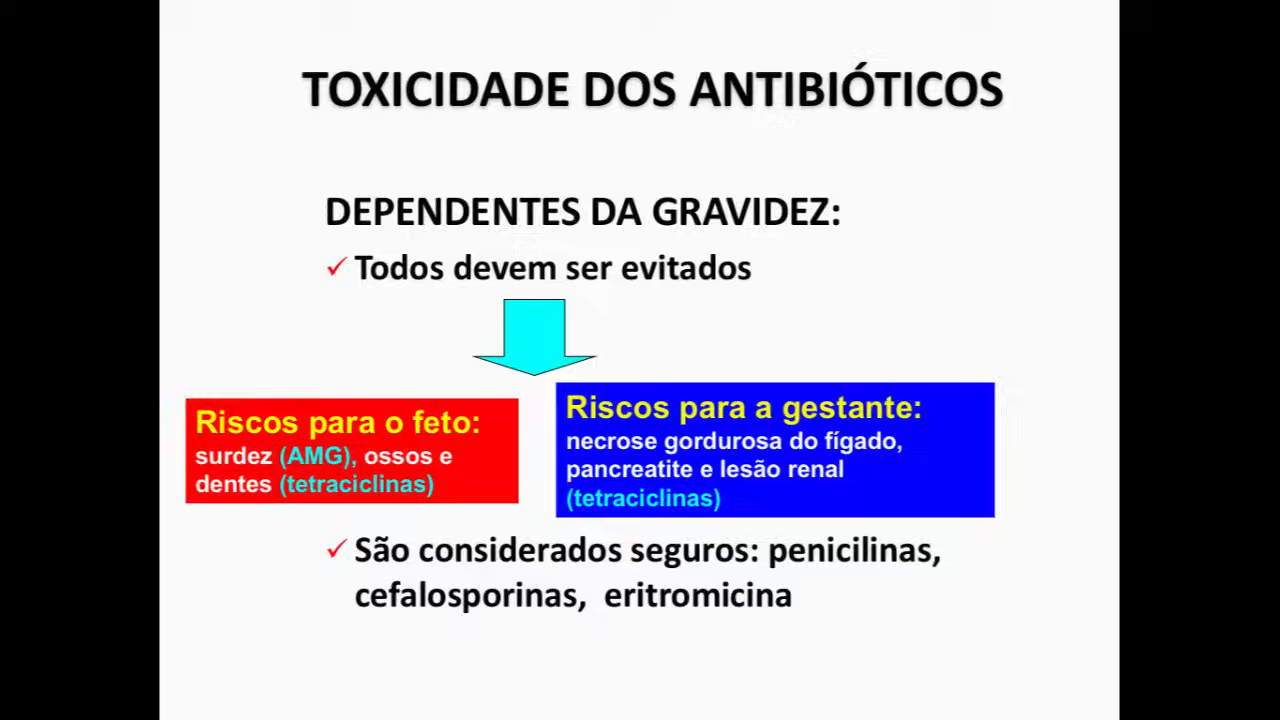 TOXICIDADE DOS ANTIBIÓTICOS
DEPENDENTES DA GRAVIDEZ:
✓ Todos devem ser evitados
Riscos para o feto:
surdez (AMG), ossos e
dentes (tetraciclinas)
Riscos para a gestante:
necrose gordurosa do fígado,
pancreatite e lesão renal
(tetraciclinas)
✓ São considerados seguros: penicilinas,
cefalosporinas, eritromicina